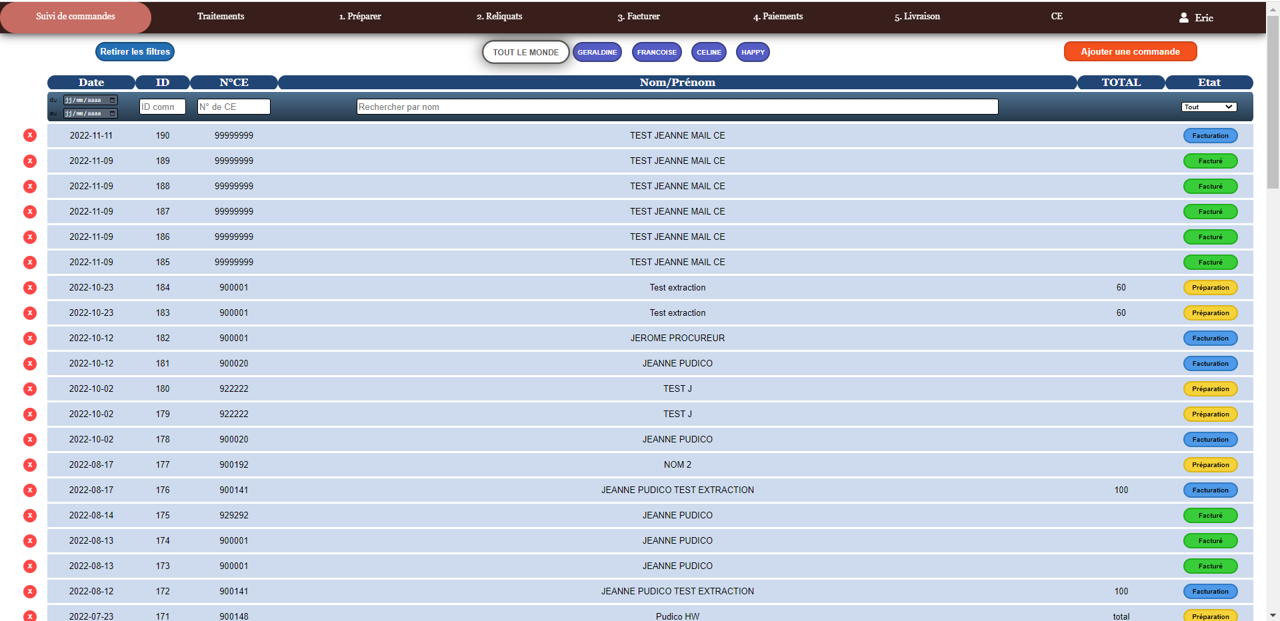 Suivi de commandes Traitements 1. Préparer 2. Reliquats 3. Facturer 4. Paiements 5. Livraison CE Eric
Retirer les filtres TOUT LE MONDE GERALDINE FRANCOISE CELINE HAPPY Ajouter une commande
Date ID N°CE Nom/Prénom TOTAL Etat
du jj/mm/aaaa
au jj/mm/aaaa
ID comn N° de CE Rechercher par nom Tout
X 2022-11-11 190 99999999 TEST JEANNE MAIL CE Facturation
X 2022-11-09 189 99999999 TEST JEANNE MAIL CE Facturé
X 2022-11-09 188 99999999 TEST JEANNE MAIL CE Facturé
X 2022-11-09 187 99999999 TEST JEANNE MAIL CE Facturé
X 2022-11-09 186 99999999 TEST JEANNE MAIL CE Facturé
X 2022-11-09 185 99999999 TEST JEANNE MAIL CE Facturé
X 2022-10-23 184 900001 Test extraction 60 Préparation
X 2022-10-23 183 900001 Test extraction 60 Préparation
X 2022-10-12 182 900001 JEROME PROCUREUR Facturation
X 2022-10-12 181 900020 JEANNE PUDICO Facturation
X 2022-10-02 180 922222 TEST J Préparation
X 2022-10-02 179 922222 TEST J Préparation
X 2022-10-02 178 900020 JEANNE PUDICO Facturation
X 2022-08-17 177 900192 NOM 2 Préparation
X 2022-08-17 176 900141 JEANNE PUDICO TEST EXTRACTION 100 Facturation
X 2022-08-14 175 929292 JEANNE PUDICO Facturé
X 2022-08-13 174 900001 JEANNE PUDICO Facturé
X 2022-08-13 173 900001 JEANNE PUDICO Facturé
X 2022-08-12 172 900141 JEANNE PUDICO TEST EXTRACTION 100 Facturation
X 2022-07-23 171 900148 Pudico HW total Préparation